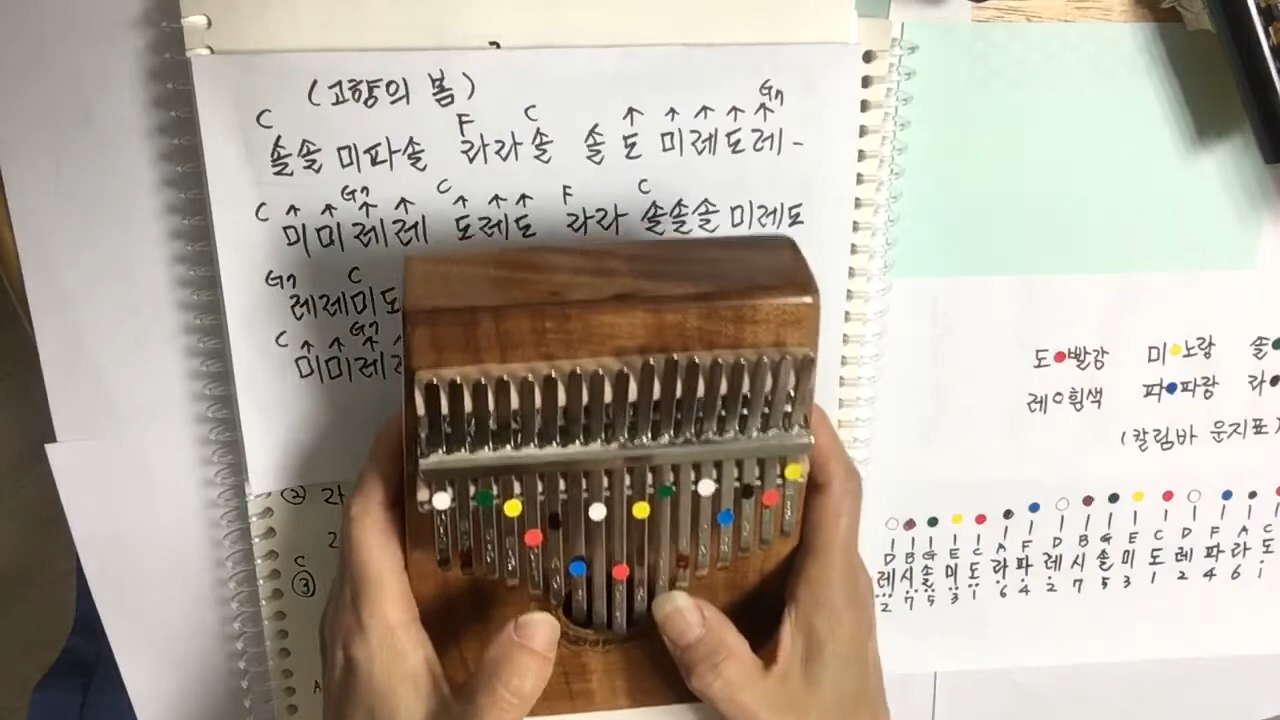 (고향의 봄)
C F C G7
솔솔 미파솔 라라솔 솔 도 미레도레-
C G7 C F C
미미레레 도레도 라라 솔솔솔 미레도
G7 C
레레미도
C G7
미미레
②
C
③
도 빨강 미 노랑 솔
레 흰색 파 파랑 라
(칼림바 운지표)
D B G E C A F D B G E C D F A C
레 시 솔 미 도 라 파 레 시 솔 미 도 레 파 라 도
2 7 5 3 1 6 4 2 7 5 3 1 2 4 6 1